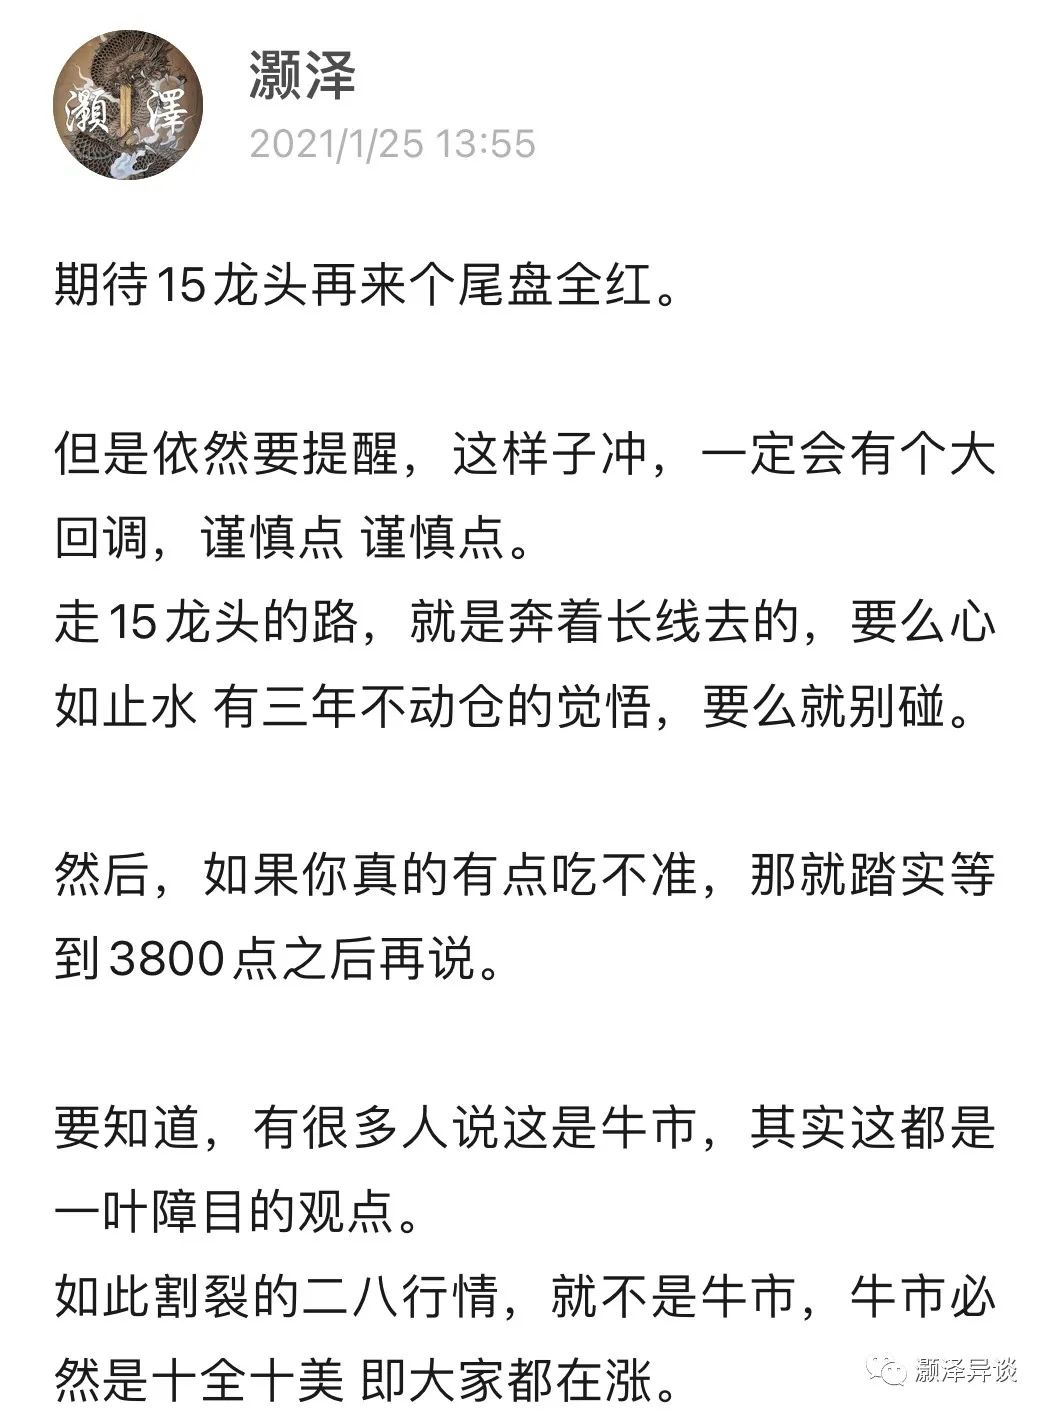 灏泽
2021/1/25 13:55
灝 澤
期待15龙头再来个尾盘全红。
但是依然要提醒，这样子冲，一定会有个大
回调，谨慎点 谨慎点。
走15龙头的路，就是奔着长线去的，要么心
如止水 有三年不动仓的觉悟，要么就别碰。
然后，如果你真的有点吃不准，那就踏实等
到3800点之后再说。
要知道，有很多人说这是牛市，其实这都是
一叶障目的观点。
如此割裂的二八行情，就不是牛市，牛市必
然是十全十美 即大家都在涨。
灏泽异谈